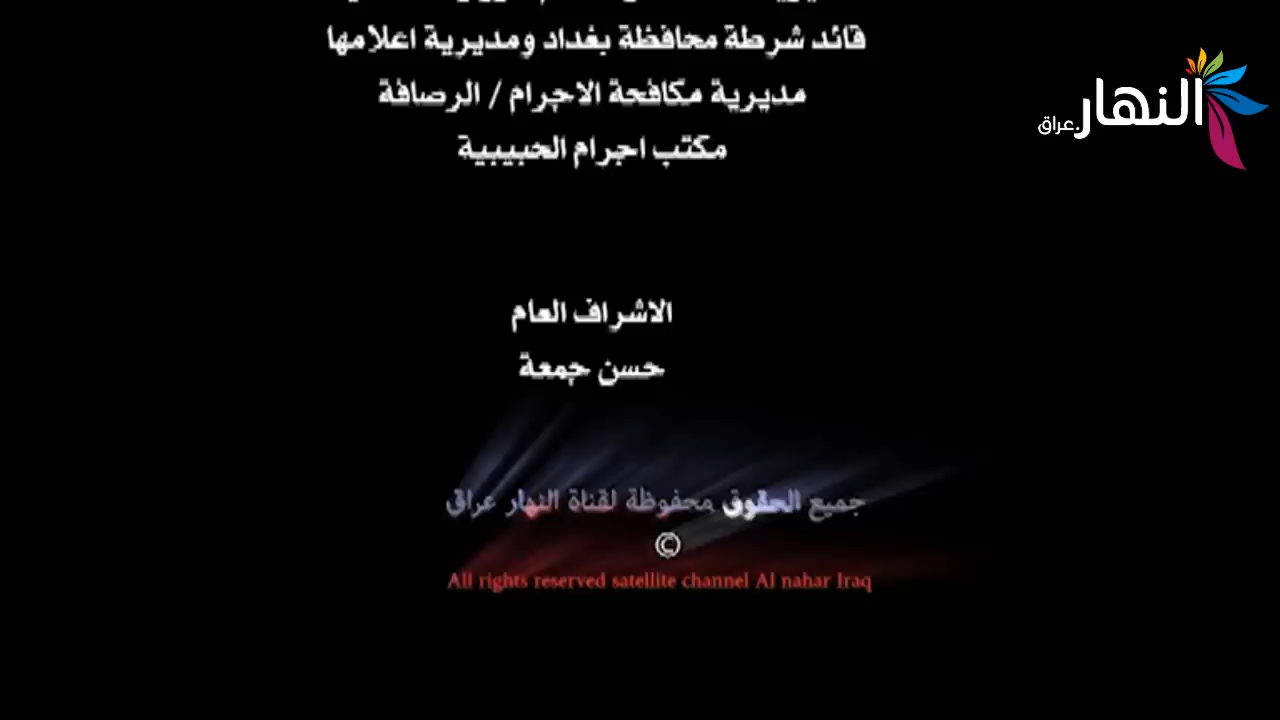 قائد شرطة محافظة بغداد ومديرية اعلامها
مديرية مكافحة الاجرام / الرصافة
مكتب اجرام الحبيبية
النهار
عراق
الاشراف العام
حسن جمعة
جميع الحقوق محفوظة لقناة النهار عراق
©
All rights reserved satellite channel Al nahar Iraq